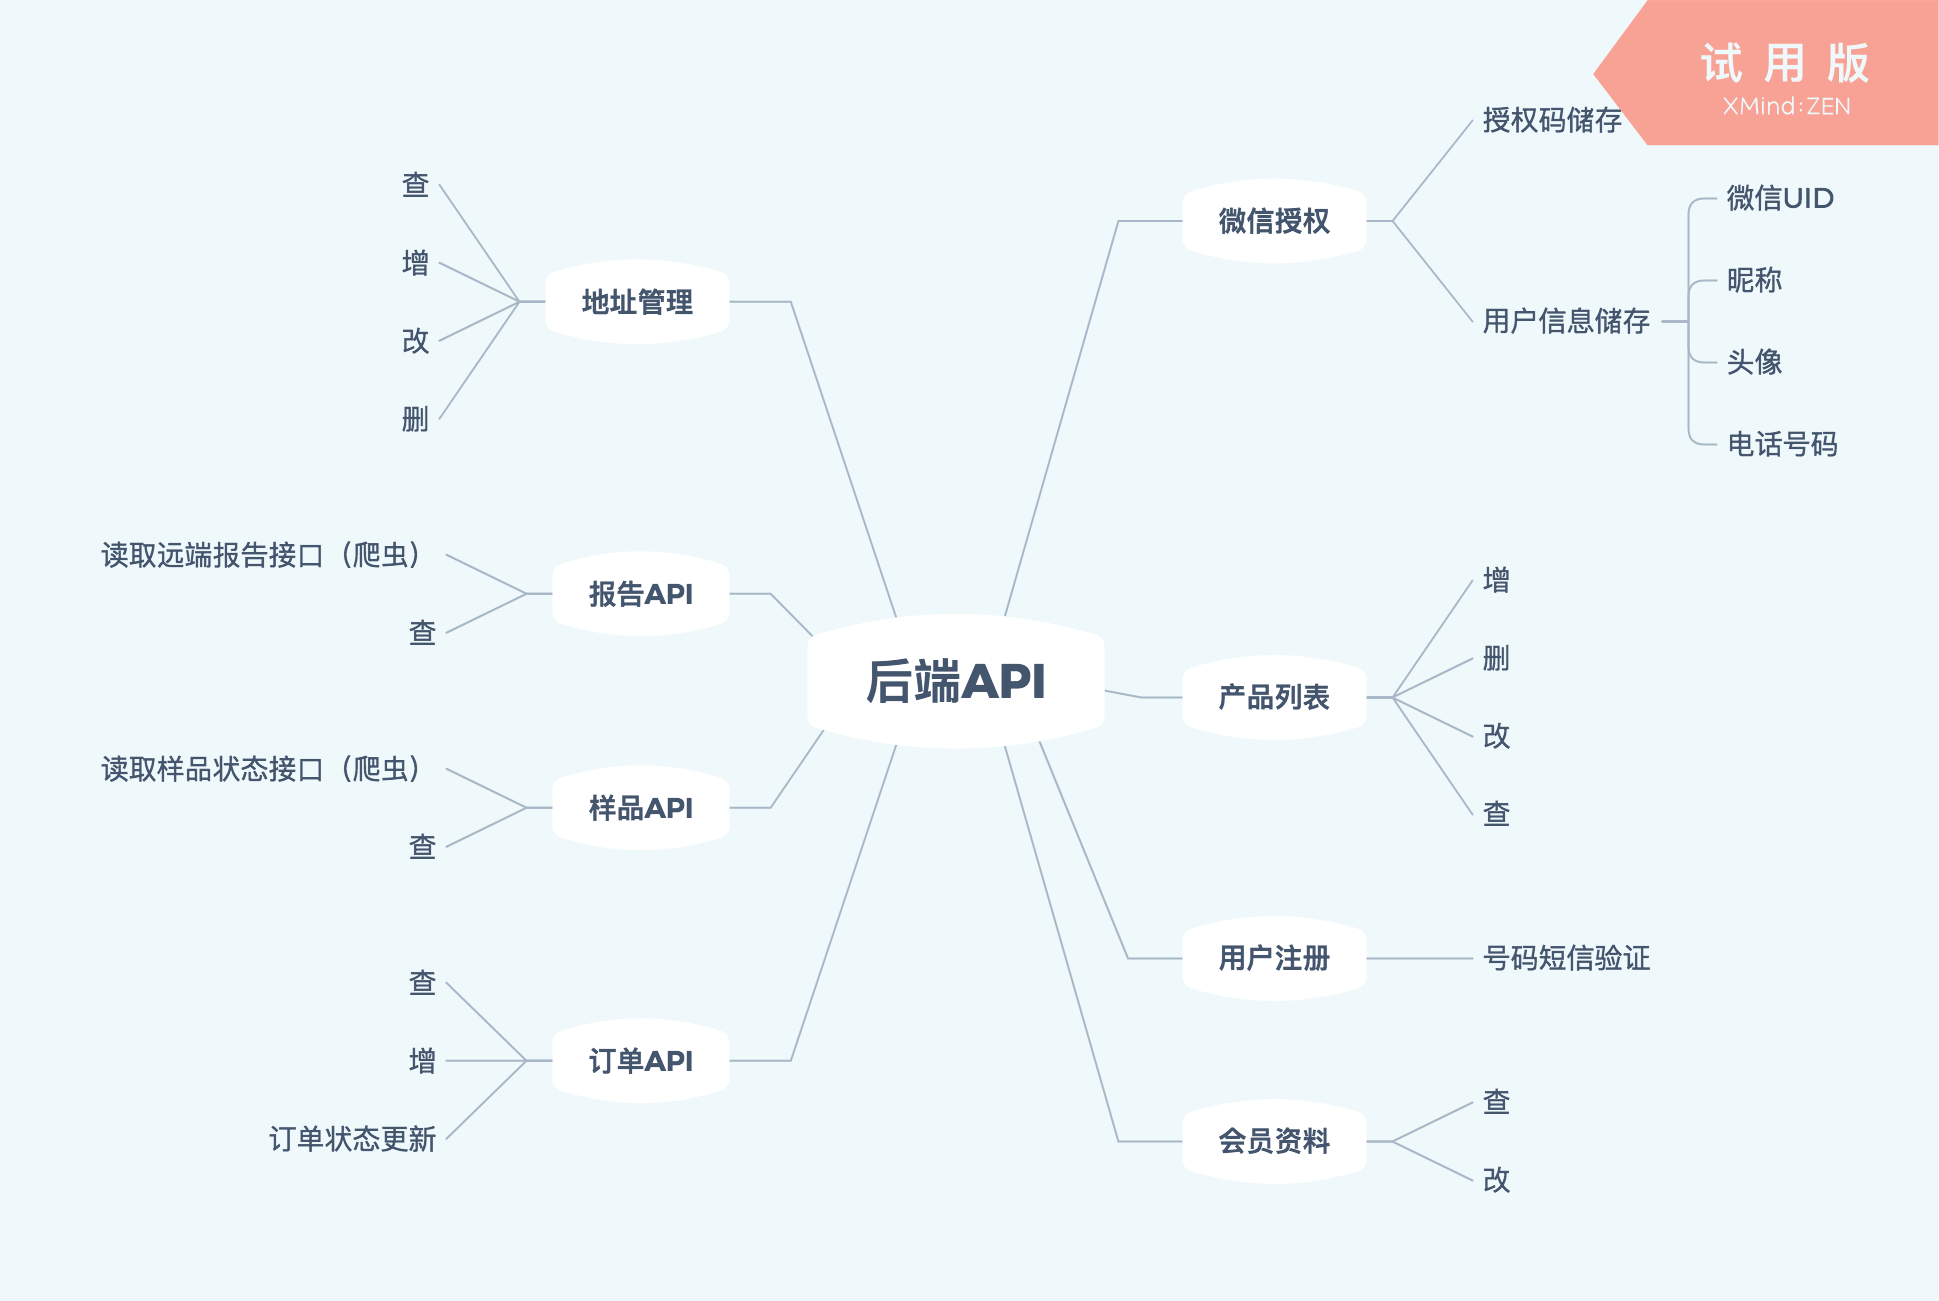 试用版
XMind:ZEN
后端API
微信授权
授权码储存
用户信息储存
微信UID
昵称
头像
电话号码
产品列表
增
删
改
查
用户注册
号码短信验证
会员资料
查
改
地址管理
查
增
改
删
报告API
读取远端报告接口（爬虫）
查
样品API
读取样品状态接口（爬虫）
查
订单API
查
增
订单状态更新